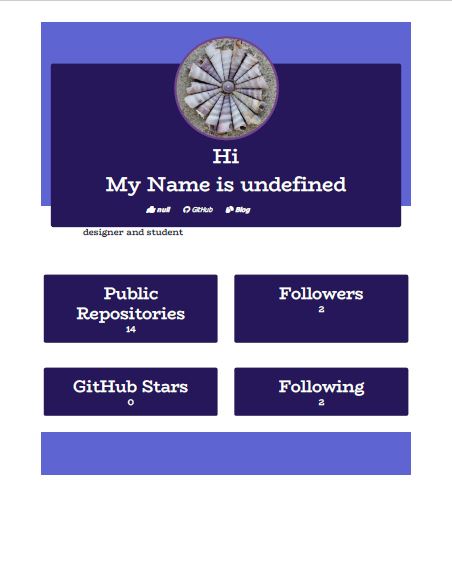 Hi
My Name is undefined
null GitHub Blog
designer and student
Public
Repositories
14
Followers
2
GitHub Stars
0
Following
2